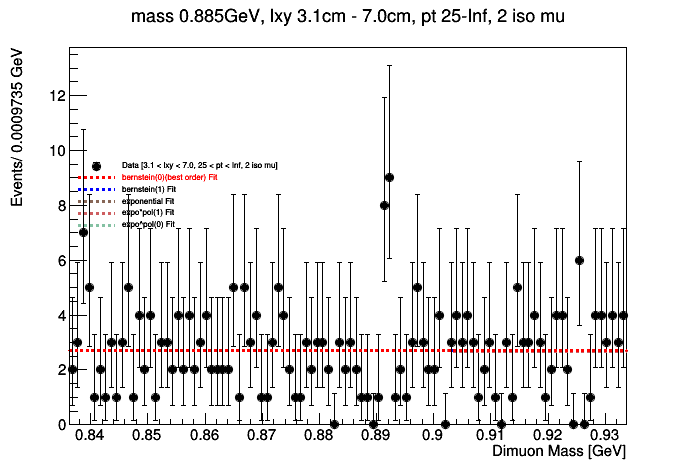 mass 0.885GeV, lxy 3.1cm - 7.0cm, pt 25-Inf, 2 iso mu
Events/ 0.0009735 GeV
12
10
8
6
4
2
0
Data [3.1 < lxy < 7.0, 25 < pt < Inf, 2 iso mu]
bernstein(0)(best order) Fit
bernstein(1) Fit
exponential Fit
expo*pol(1) Fit
expo*pol(0) Fit
0.84 0.85 0.86 0.87 0.88 0.89 0.9 0.91 0.92 0.93
Dimuon Mass [GeV]